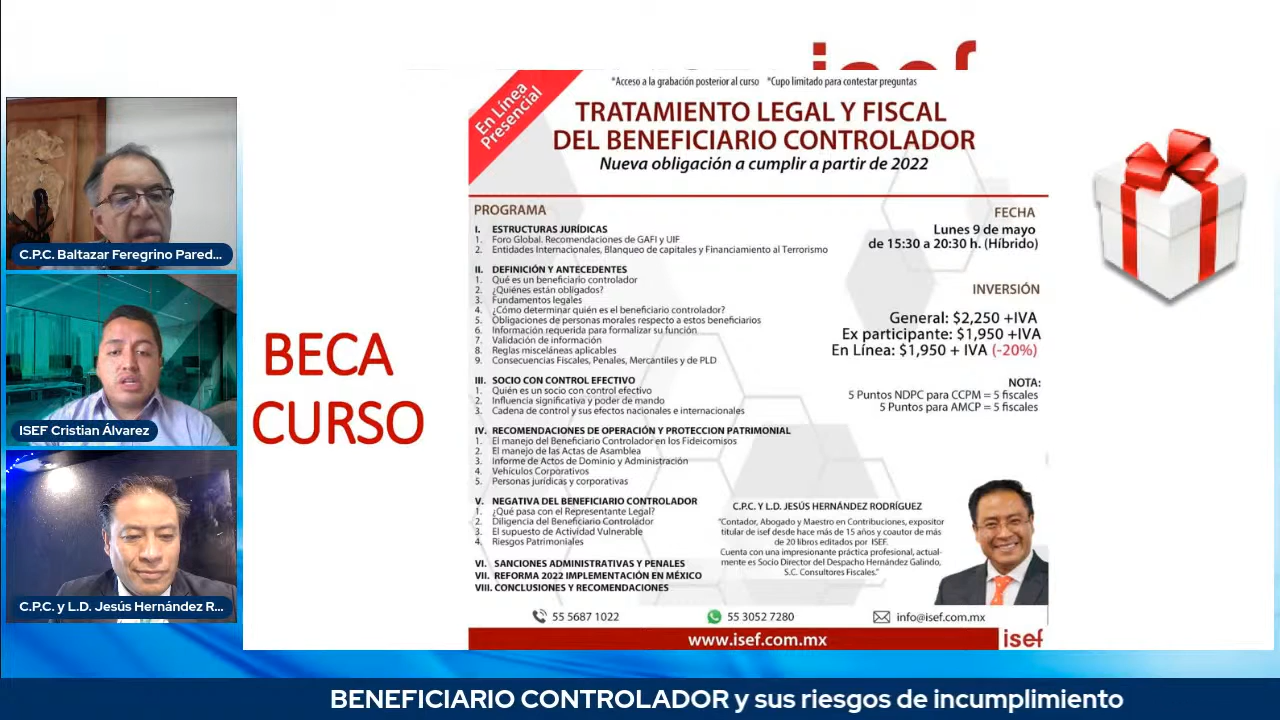 C.P.C. Baltazar Feregrino Pared...
ISEF Cristian Álvarez
C.P.C. y L.D. Jesús Hernández R...
BECA
CURSO
isef
En Línea
Presencial
*Acceso a la grabación posterior al curso *Cupo limitado para contestar preguntas
TRATAMIENTO LEGAL Y FISCAL
DEL BENEFICIARIO CONTROLADOR
Nueva obligación a cumplir a partir de 2022
PROGRAMA
I. ESTRUCTURAS JURÍDICAS
1. Foro Global. Recomendaciones de GAFI y UIF
2. Entidades Internacionales, Blanqueo de capitales y Financiamiento al Terrorismo
II. DEFINICIÓN Y ANTECEDENTES
1. Qué es un beneficiario controlador
2. ¿Quiénes están obligados?
3. Fundamentos legales
4. ¿Cómo determinar quién es el beneficiario controlador?
5. Obligaciones de personas morales respecto a estos beneficiarios
6. Información requerida para formalizar su función
7. Validación de información
8. Reglas misceláneas aplicables
9. Consecuencias Fiscales, Penales, Mercantiles y de PLD
III. SOCIO CON CONTROL EFECTIVO
1. Quién es un socio con control efectivo
2. Influencia significativa y poder de mando
3. Cadena de control y sus efectos nacionales e internacionales
IV. RECOMENDACIONES DE OPERACIÓN Y PROTECCION PATRIMONIAL
1. El manejo del Beneficiario Controlador en los Fideicomisos
2. El manejo de las Actas de Asamblea
3. Informe de Actos de Dominio y Administración
4. Vehículos Corporativos
5. Personas jurídicas y corporativas
V. NEGATIVA DEL BENEFICIARIO CONTROLADOR
1. ¿Qué pasa con el Representante Legal?
2. Diligencia del Beneficiario Controlador
3. El supuesto de Actividad Vulnerable
4. Riesgos Patrimoniales
VI. SANCIONES ADMINISTRATIVAS Y PENALES
VII. REFORMA 2022 IMPLEMENTACIÓN EN MÉXICO
VIII. CONCLUSIONES Y RECOMENDACIONES
FECHA
Lunes 9 de mayo
de 15:30 a 20:30 h. (Híbrido)
INVERSIÓN
General: $2,250 +IVA
Ex participante: $1,950 +IVA
En Línea: $1,950 + IVA (-20%)
NOTA:
5 Puntos NDPC para CCPM = 5 fiscales
5 Puntos para AMCP = 5 fiscales
C.P.C. Y L.D. JESÚS HERNÁNDEZ RODRÍGUEZ
"Contador, Abogado y Maestro en Contribuciones, expositor
titular de isef desde hace más de 15 años y coautor de más
de 20 libros editados por ISEF.
Cuenta con una impresionante práctica profesional, actual-
mente es Socio Director del Despacho Hernández Galindo,
S.C. Consultores Fiscales."
55 5687 1022
55 3052 7280
info@isef.com.mx
www.isef.com.mx
isef
BENEFICIARIO CONTROLADOR y sus riesgos de incumplimiento